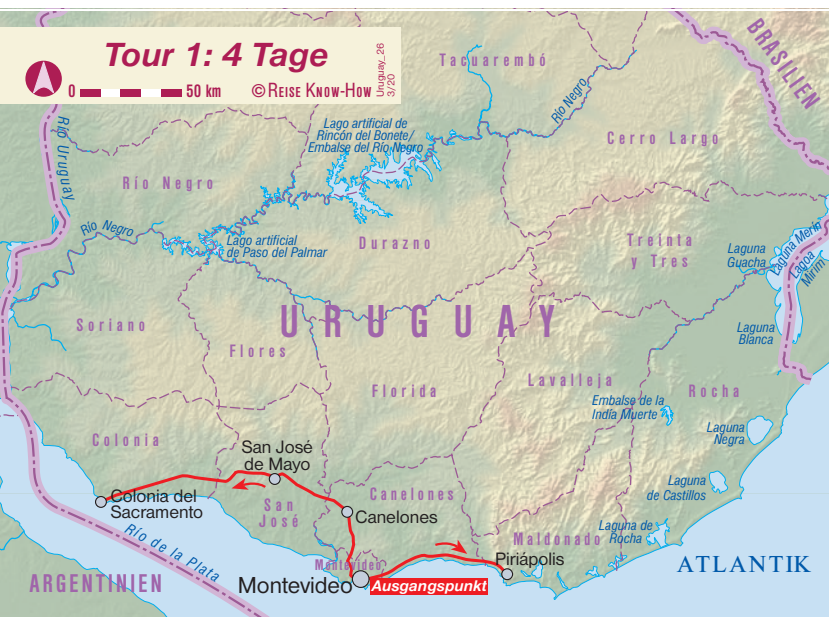 Tour 1: 4 Tage
0 50 km
© REISE KNOW-HOW
Uruguay_26
3/20
BRASILIEN
Tacuarembó
Río Negro
Lago artificial de
Rincón del Bonete/
Embalse del Río Negro
Cerro Largo
Río Uruguay
Río Negro
Río Negro
Lago artificial
de Paso del Palmar
Durazno
Treinta
y Tres
Laguna
Guacha
Laguna Merín
Lagoa
Mirim
Soriano
URUGUAY
Flores
Laguna
Blanca
Florida
Lavalleja
Rocha
Embalse de la
India Muerte
Laguna
Negra
Colonia
San José
de Mayo
Laguna
de Castillos
Colonia del
Sacramento
San
José
Canelones
Canelones
Maldonado
Laguna de
Rocha
Río de la Plata
Montevideo
Piriápolis
ATLANTIK
ARGENTINIEN
Montevideo
Ausgangspunkt